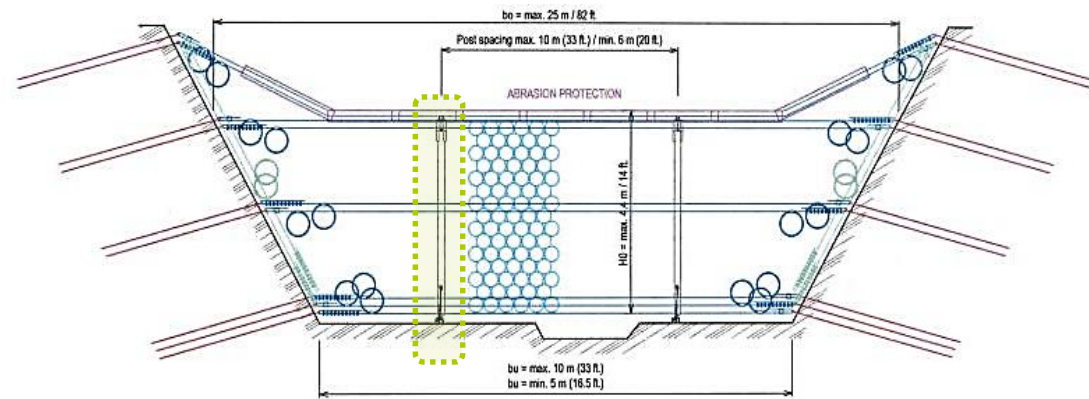 bo = max. 25 m / 82 ft.
Post spacing max. 10 m (33 ft.) / min. 6 m (20 ft.)
ABRASION PROTECTION
H0 = max. 4,4 m / 14 ft.
bu = max. 10 m (33 ft.)
bu = min. 5 m (16.5 ft.)